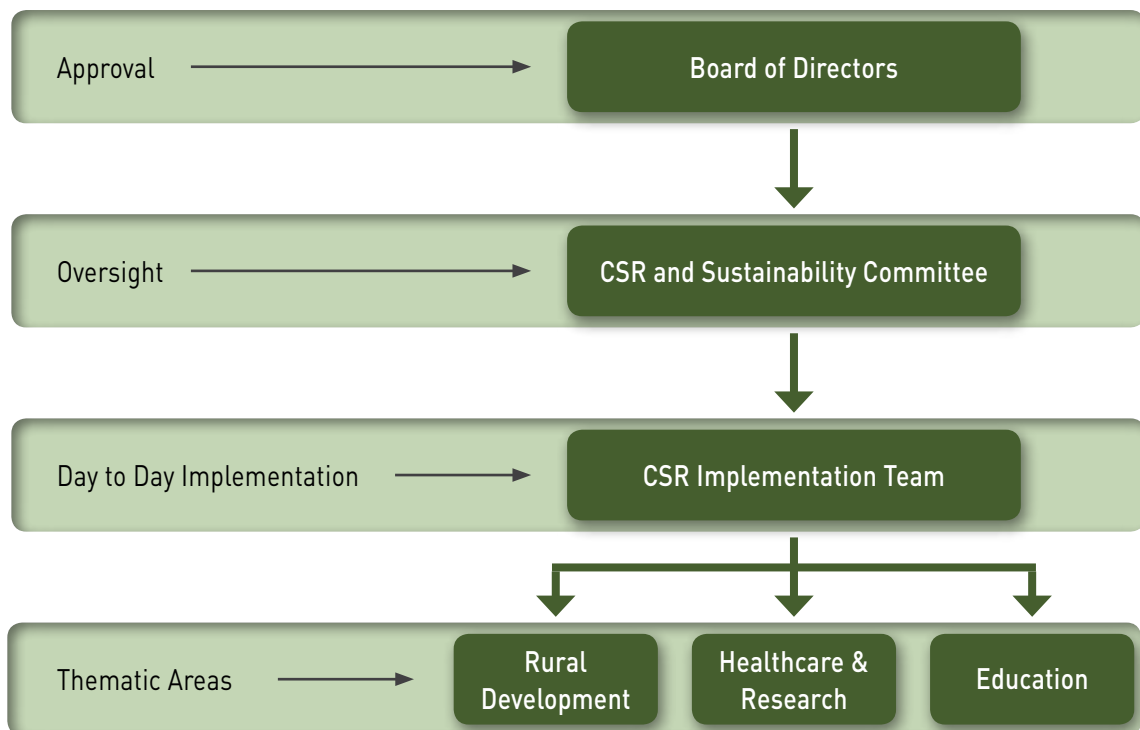 Approval
Board of Directors
Oversight
CSR and Sustainability Committee
Day to Day Implementation
CSR Implementation Team
Thematic Areas
Rural
Development
Healthcare &
Research
Education